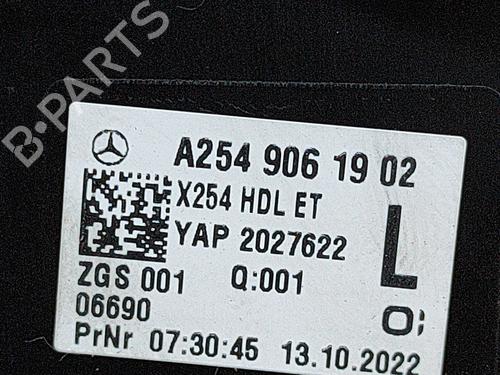 B-PARTS
A254 906 19 02
X254 HDL ET
YAP 2027622
L
ZGS 001 Q:001
06690
O;
PrNr 07:30:45 13.10.2022